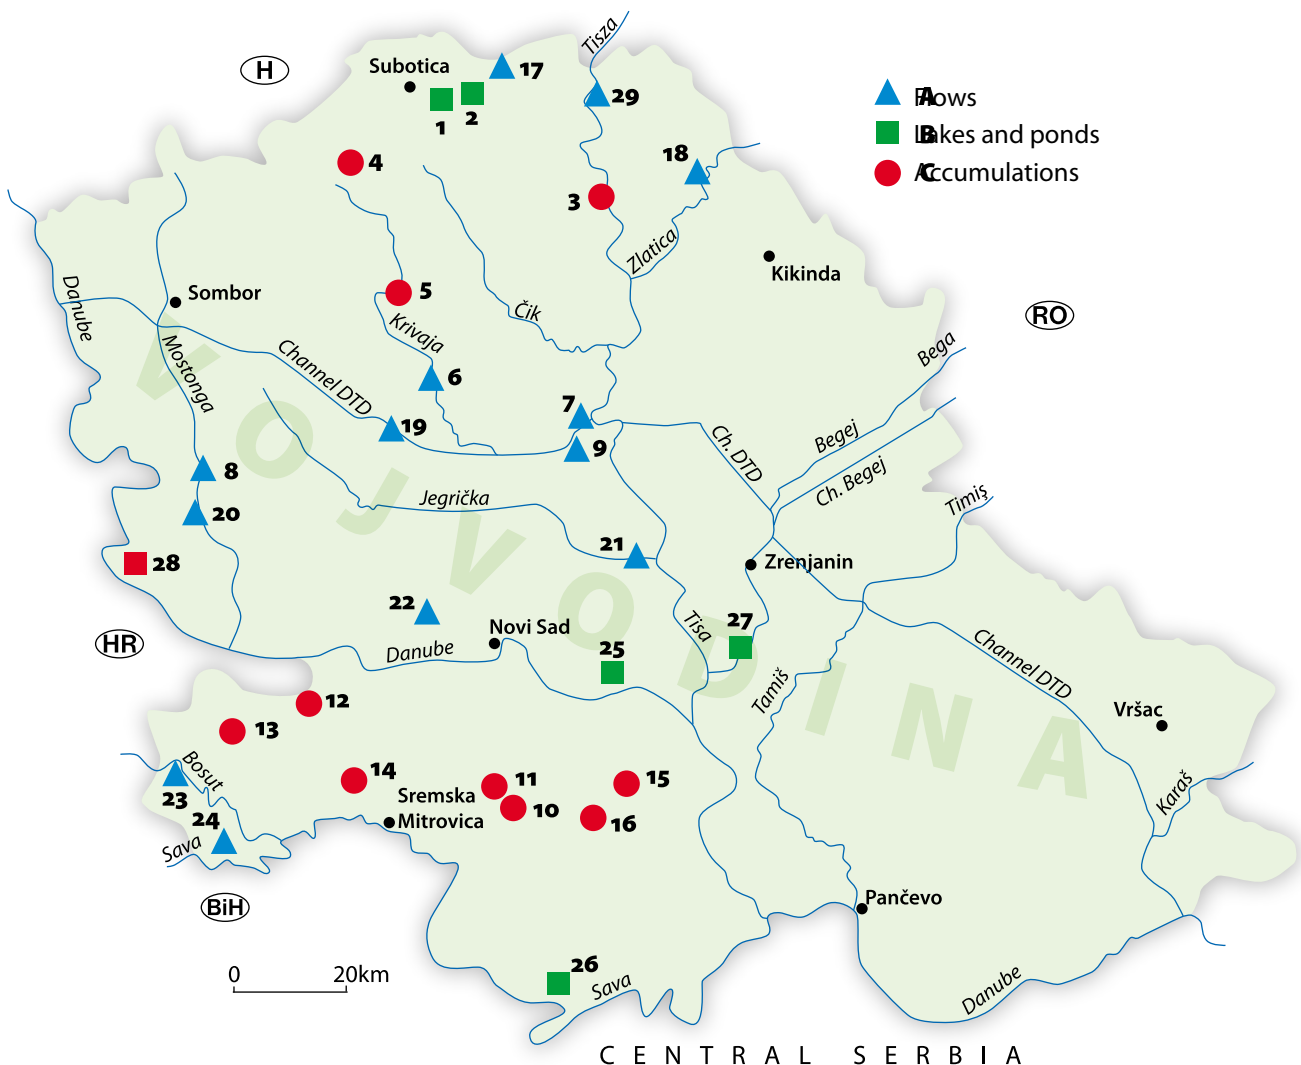 Tisza
H
Subotica
17
29
1
2
A Flows
B Lakes and ponds
C Accumulations
4
18
3
Zlatica
Kikinda
Danube
Sombor
5
Čik
RO
Krivaja
Bega
Mostonga
Channel DTD
6
7
19
9
Ch. DTD
Begej
Ch. Begej
8
Jegrička
Timiş
20
21
28
Zrenjanin
22
Novi Sad
27
Tisa
HR
Danube
25
Channel DTD
VOJVODINA
Tamiš
12
13
Vršac
Bosut
14
11
15
Karaš
23
Sremska
Mitrovica
10
16
24
Sava
BiH
Pančevo
0 20km
26
Sava
Danube
CENTRAL SERBIA